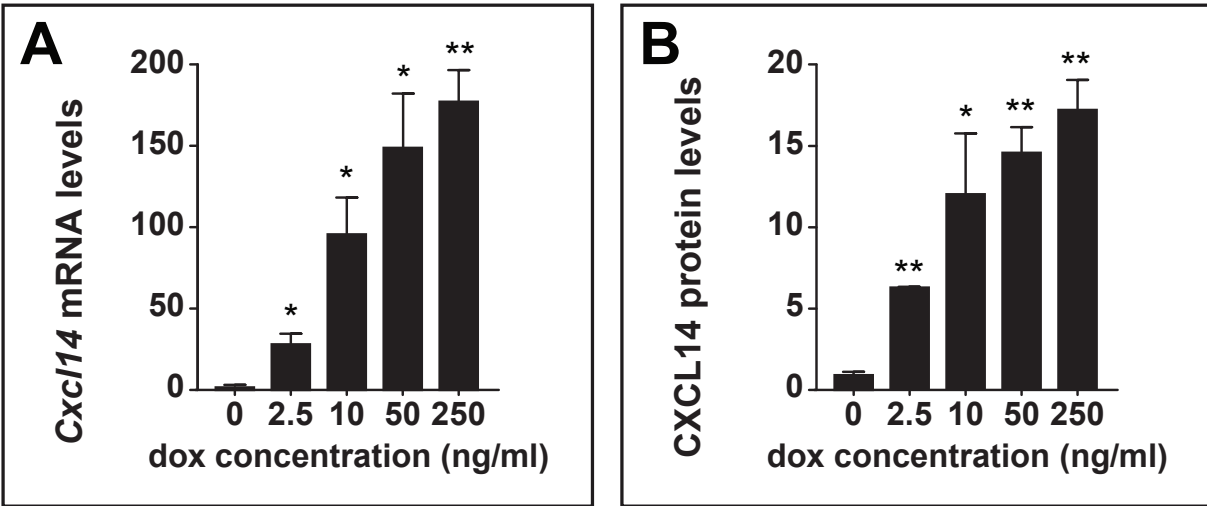 A
Cxcl14 mRNA levels
200
150
100
50
0
*
*
*
**
0 2.5 10 50 250
dox concentration (ng/ml)
B
CXCL14 protein levels
20
15
10
5
0
**
*
**
**
0 2.5 10 50 250
dox concentration (ng/ml)